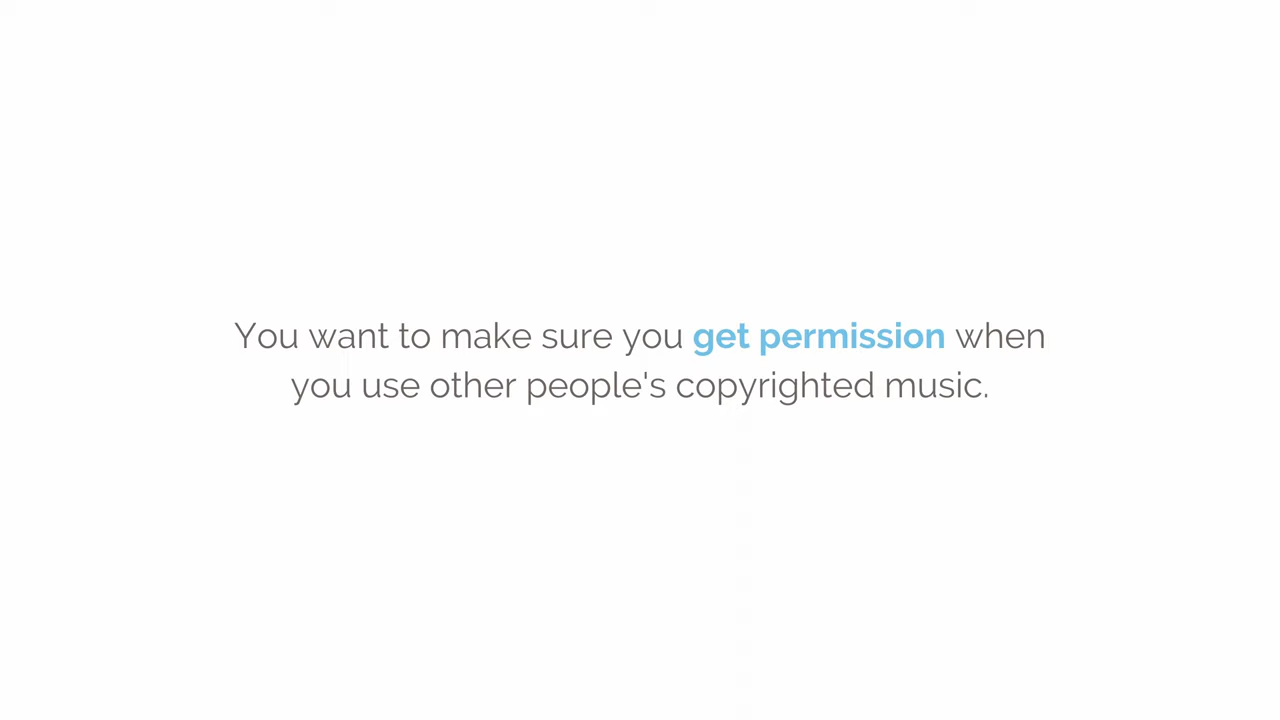 You want to make sure you get permission when
you use other people's copyrighted music.